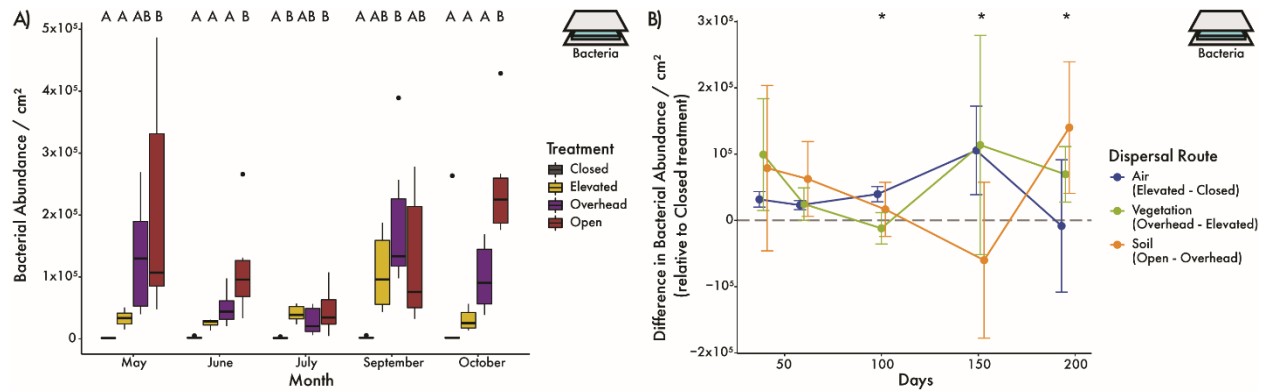 A)
A A AB B A A A B A B AB AB A AB B AB A A A B
Bacteria
5x10⁵
4x10⁵
3x10⁵
2x10⁵
1x10⁵
0
Bacterial Abundance / cm²
May June July September October
Month
Treatment
Closed
Elevated
Overhead
Open
B)
* * *
Bacteria
3x10⁵
2x10⁵
10⁵
0
-10⁵
-2x10⁵
Difference in Bacterial Abundance / cm²
(relative to Closed treatment)
50 100 150 200
Days
Dispersal Route
Air
(Elevated - Closed)
Vegetation
(Overhead - Elevated)
Soil
(Open - Overhead)